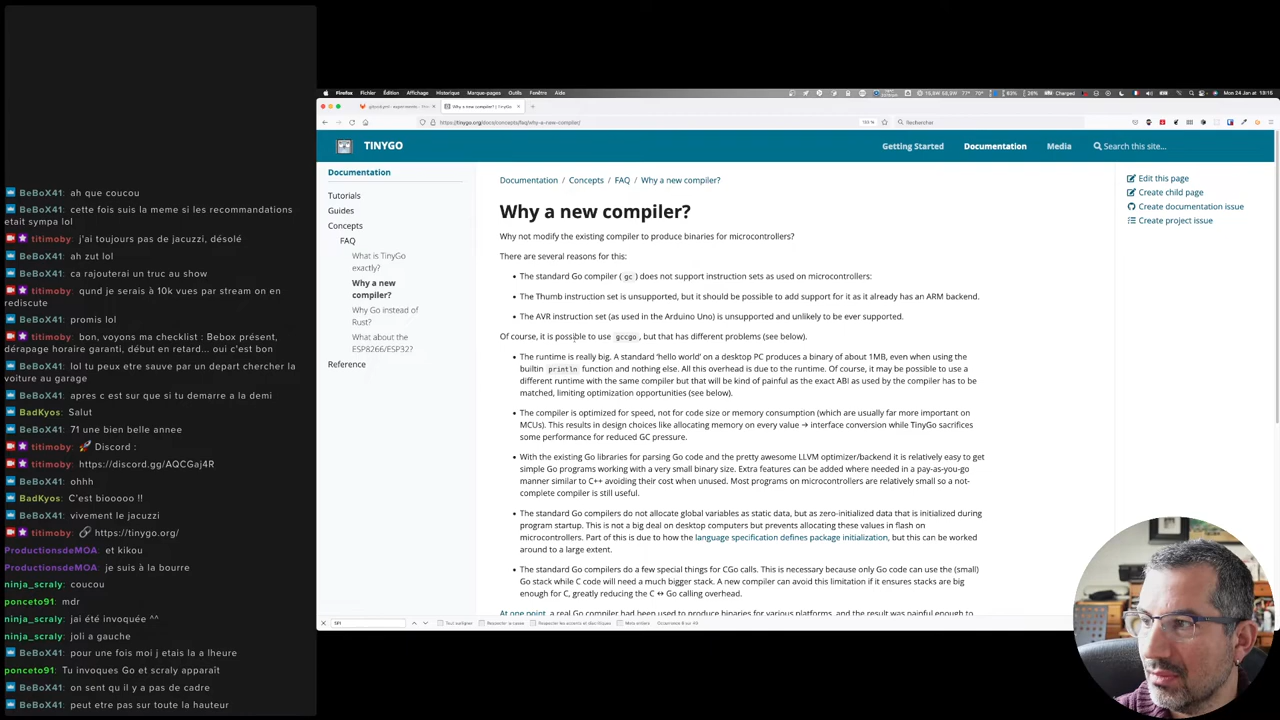 BeBoX41: ah que coucou
BeBoX41: cette fois suis la meme si les recommandations
etait sympa lol
titimoby: j'ai toujours pas de jacuzzi, désolé
BeBoX41: ah zut lol
BeBoX41: ca rajouterai un truc au show
titimoby: qund je serais à 10k vues par stream on en
rediscute
BeBoX41: promis lol
titimoby: bon, voyons ma checklist : Bebox présent,
dérapage horaire garanti, début en retard... oui c'est bon
BeBoX41: lol tu peux etre sauve par un depart chercher la
voiture au garage
BeBoX41: apres c est sur que si tu demarre a la demi
BadKyos: Salut
BeBoX41: 71 une bien belle annee
titimoby: 🚀 Discord :
titimoby: https://discord.gg/AQCGaj4R
BeBoX41: ohhh
BadKyos: C'est biooooo !!
BeBoX41: vivement le jacuzzi
titimoby: 🔗 https://tinygo.org/
ProductionsdeMOA: et kikou
ProductionsdeMOA: je suis à la bourre
ninja_scraly: coucou
ponceto91: mdr
ninja_scraly: jai été invoquée ^^
ninja_scraly: joli a gauche
BeBoX41: pour une fois moi j etais la a lheure
ponceto91: Tu invoques Go et scraly apparaît
BeBoX41: on sent qu il y a pas de cadre
BeBoX41: peut etre pas sur toute la hauteur
Firefox Fichier Édition Affichage Historique Marque-pages Outils Fenêtre Aide
Charged Mon 24 Jan at 13:16
Why a new compiler? | TinyGo
https://tinygo.org/docs/concepts/faq/why-a-new-compiler/
Rechercher
TINYGO
Getting Started Documentation Media Search this site...
Documentation
Tutorials
Guides
Concepts
FAQ
What is TinyGo
exactly?
Why a new
compiler?
Why Go instead of
Rust?
What about the
ESP8266/ESP32?
Reference
Documentation / Concepts / FAQ / Why a new compiler?
Why a new compiler?
Why not modify the existing compiler to produce binaries for microcontrollers?
There are several reasons for this:
• The standard Go compiler ( gc ) does not support instruction sets as used on microcontrollers:
• The Thumb instruction set is unsupported, but it should be possible to add support for it as it already has an ARM backend.
• The AVR instruction set (as used in the Arduino Uno) is unsupported and unlikely to be ever supported.
Of course, it is possible to use gccgo , but that has different problems (see below).
• The runtime is really big. A standard 'hello world' on a desktop PC produces a binary of about 1MB, even when using the
builtin println function and nothing else. All this overhead is due to the runtime. Of course, it may be possible to use a
different runtime with the same compiler but that will be kind of painful as the exact ABI as used by the compiler has to be
matched, limiting optimization opportunities (see below).
• The compiler is optimized for speed, not for code size or memory consumption (which are usually far more important on
MCUs). This results in design choices like allocating memory on every value → interface conversion while TinyGo sacrifices
some performance for reduced GC pressure.
• With the existing Go libraries for parsing Go code and the pretty awesome LLVM optimizer/backend it is relatively easy to get
simple Go programs working with a very small binary size. Extra features can be added where needed in a pay-as-you-go
manner similar to C++ avoiding their cost when unused. Most programs on microcontrollers are relatively small so a not-
complete compiler is still useful.
• The standard Go compilers do not allocate global variables as static data, but as zero-initialized data that is initialized during
program startup. This is not a big deal on desktop computers but prevents allocating these values in flash on
microcontrollers. Part of this is due to how the language specification defines package initialization, but this can be worked
around to a large extent.
• The standard Go compilers do a few special things for CGo calls. This is necessary because only Go code can use the (small)
Go stack while C code will need a much bigger stack. A new compiler can avoid this limitation if it ensures stacks are big
enough for C, greatly reducing the C ↔ Go calling overhead.
At one point, a real Go compiler had been used to produce binaries for various platforms, and the result was painful enough to
Edit this page
Create child page
Create documentation issue
Create project issue
Tout surligner Respecter la casse Respecter les accents et diacritiques Mots entiers